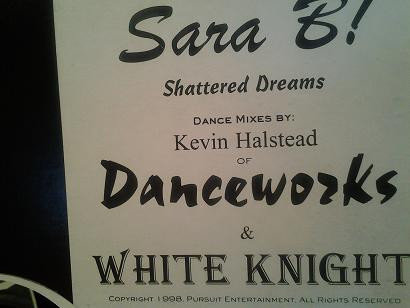 Sara B!
Shattered Dreams
DANCE MIXES BY:
Kevin Halstead
OF
Danceworks
&
WHITE KNIGHT
COPYRIGHT 1998. PURSUIT ENTERTAINMENT. ALL RIGHTS RESERVED